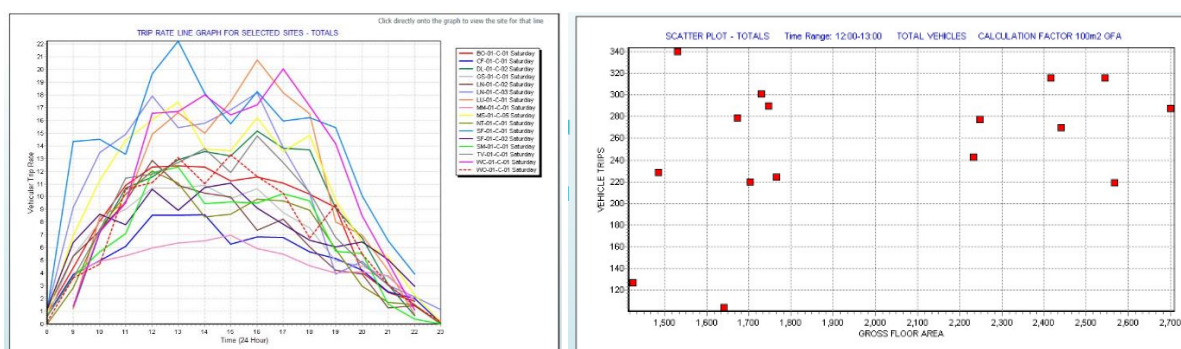 Click directly onto the graph to view the site for that line
TRIP RATE LINE GRAPH FOR SELECTED SITES - TOTALS
Vehicular Trip Rate
22
21
20
19
18
17
16
15
14
13
12
11
10
9
8
7
6
5
4
3
2
1
0
8 9 10 11 12 13 14 15 16 17 18 19 20 21 22 23
Time (24 Hour)
BO-01-C-01 Saturday
CF-01-C-01 Saturday
DL-01-C-02 Saturday
GS-01-C-01 Saturday
LN-01-C-02 Saturday
LN-01-C-03 Saturday
LU-01-C-01 Saturday
MM-01-C-01 Saturday
MS-01-C-05 Saturday
NT-01-C-01 Saturday
SF-01-C-01 Saturday
SF-01-C-02 Saturday
SM-01-C-01 Saturday
TV-01-C-01 Saturday
WC-01-C-01 Saturday
WO-01-C-01 Saturday
SCATTER PLOT - TOTALS Time Range: 12:00-13:00 TOTAL VEHICLES CALCULATION FACTOR 100m2 GFA
VEHICLE TRIPS
340
320
300
280
260
240
220
200
180
160
140
120
1,500 1,600 1,700 1,800 1,900 2,000 2,100 2,200 2,300 2,400 2,500 2,600 2,700
GROSS FLOOR AREA